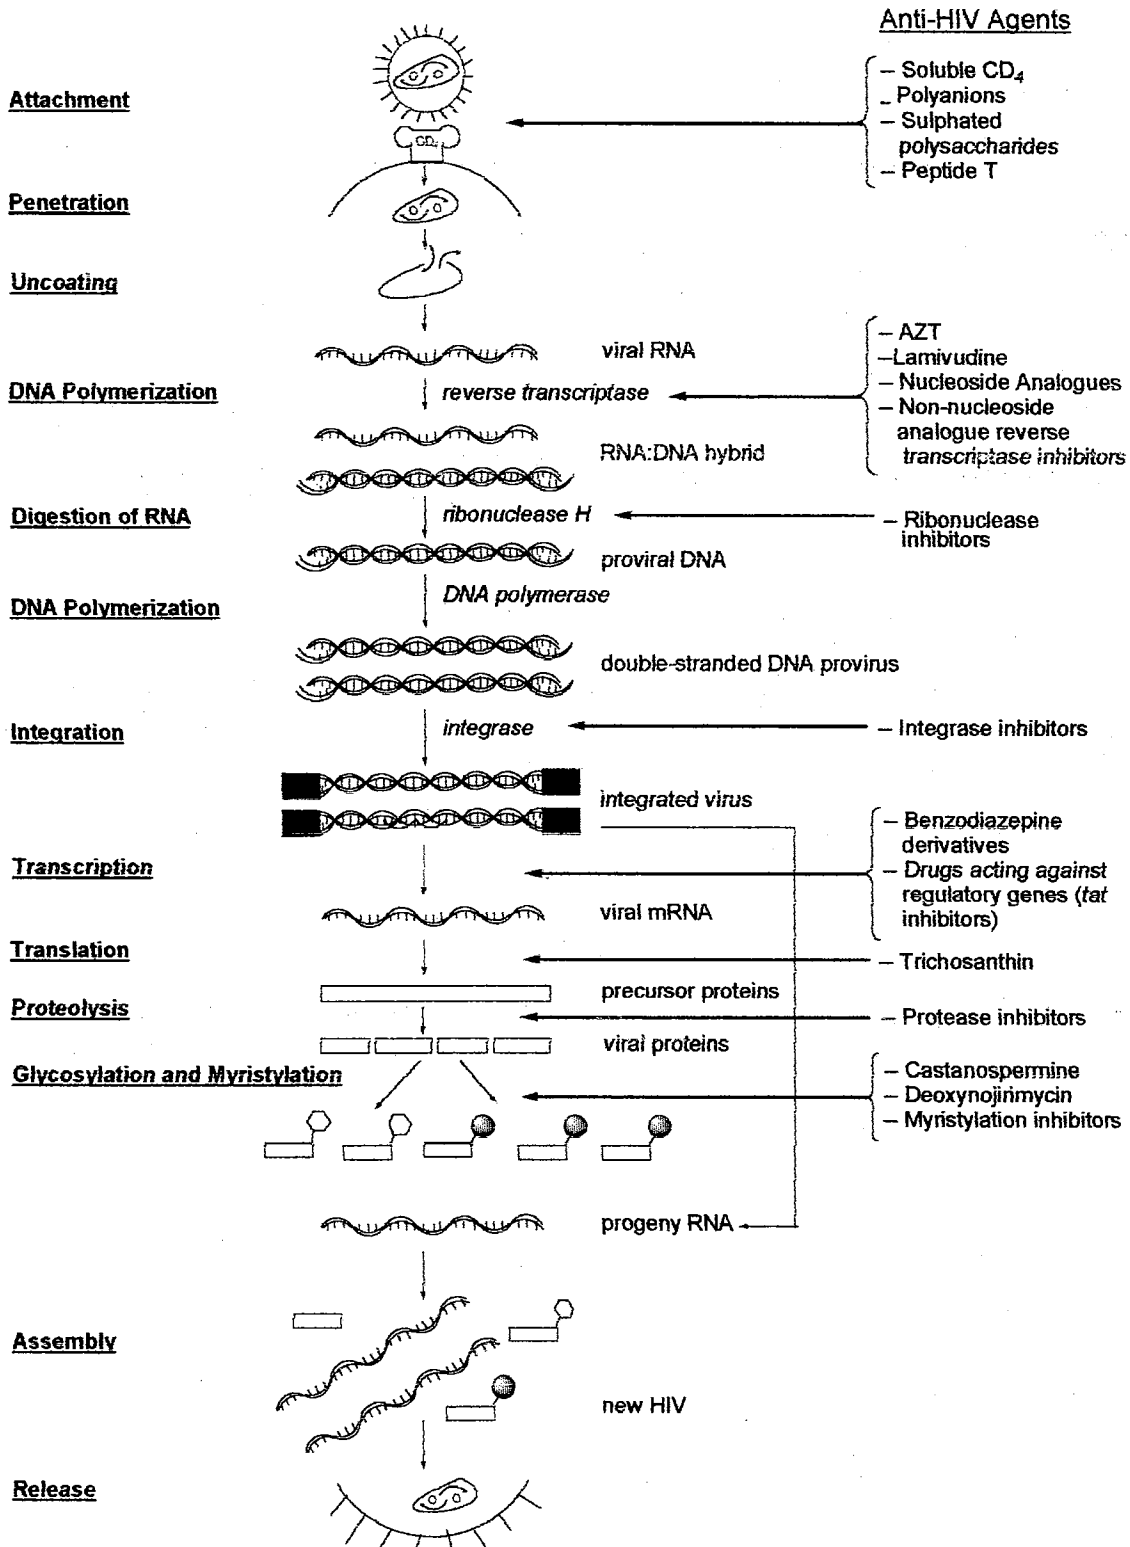 Anti-HIV Agents
Attachment
CD4
– Soluble CD4
- Polyanions
– Sulphated
polysaccharides
– Peptide T
Penetration
Uncoating
viral RNA
– AZT
–Lamivudine
– Nucleoside Analogues
– Non-nucleoside
analogue reverse
transcriptase inhibitors
DNA Polymerization
reverse transcriptase
RNA:DNA hybrid
Digestion of RNA
ribonuclease H
– Ribonuclease
inhibitors
proviral DNA
DNA Polymerization
DNA polymerase
double-stranded DNA provirus
Integration
integrase
– Integrase inhibitors
integrated virus
– Benzodiazepine
derivatives
– Drugs acting against
regulatory genes (tat
inhibitors)
Transcription
viral mRNA
Translation
– Trichosanthin
precursor proteins
Proteolysis
– Protease inhibitors
viral proteins
Glycosylation and Myristylation
– Castanospermine
– Deoxynojirimycin
– Myristylation inhibitors
progeny RNA
Assembly
new HIV
Release